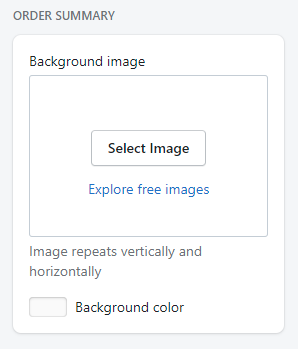 ORDER SUMMARY
Background image
Select Image
Explore free images
Image repeats vertically and
horizontally
Background color